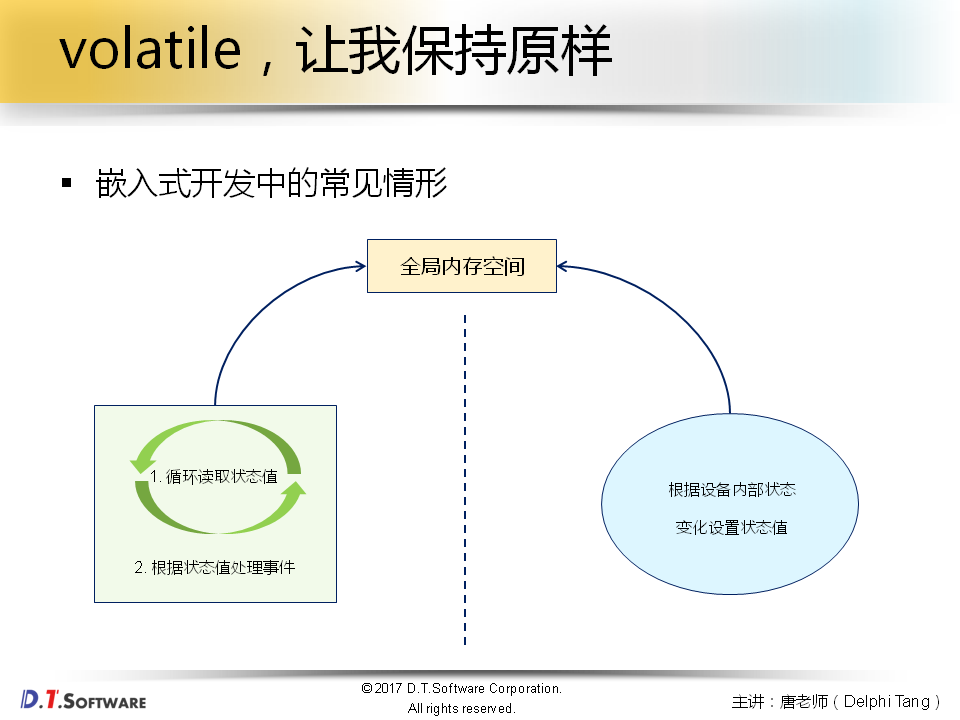 volatile，让我保持原样
▪ 嵌入式开发中的常见情形
全局内存空间
1. 循环读取状态值
2. 根据状态值处理事件
根据设备内部状态
变化设置状态值
D.T.SOFTWARE
©2017 D.T.Software Corporation.
All rights reserved.
主讲：唐老师（Delphi Tang）